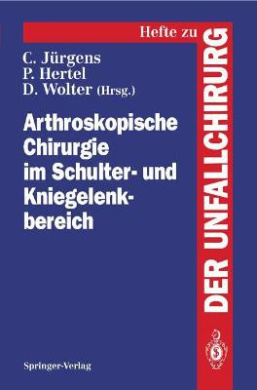 Hefte zu
DER UNFALLCHIRURG
C. Jürgens
P. Hertel
D. Wolter (Hrsg.)
Arthroskopische
Chirurgie
im Schulter- und
Kniegelenk-
bereich
Springer-Verlag